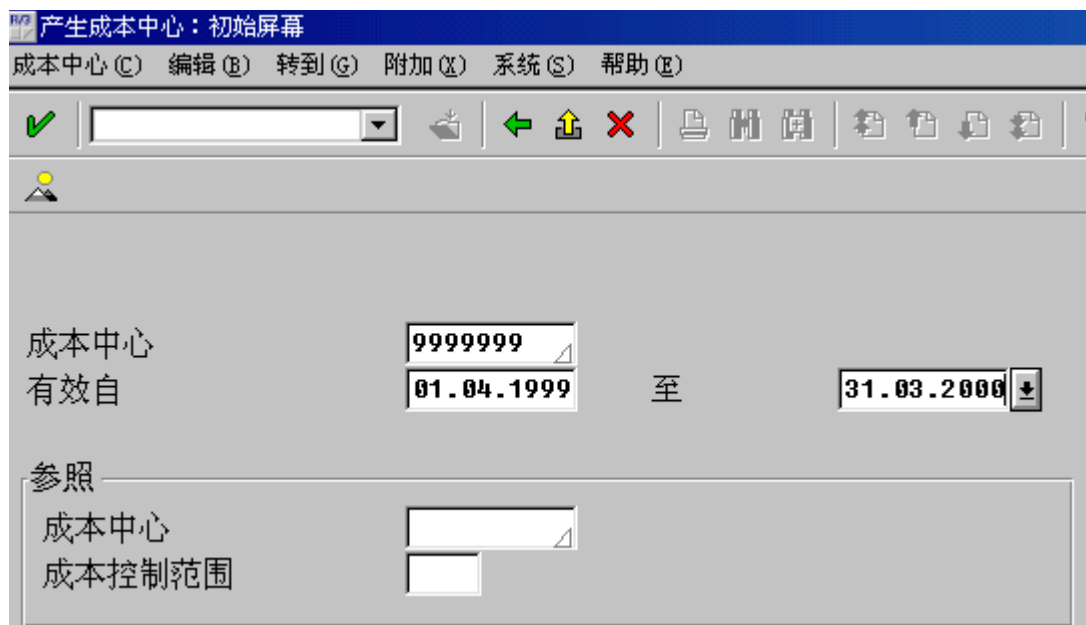 产生成本中心：初始屏幕
成本中心(C) 编辑(B) 转到(G) 附加(X) 系统(S) 帮助(E)
成本中心 9999999
有效自 01.04.1999 至 31.03.2000
参照
成本中心
成本控制范围